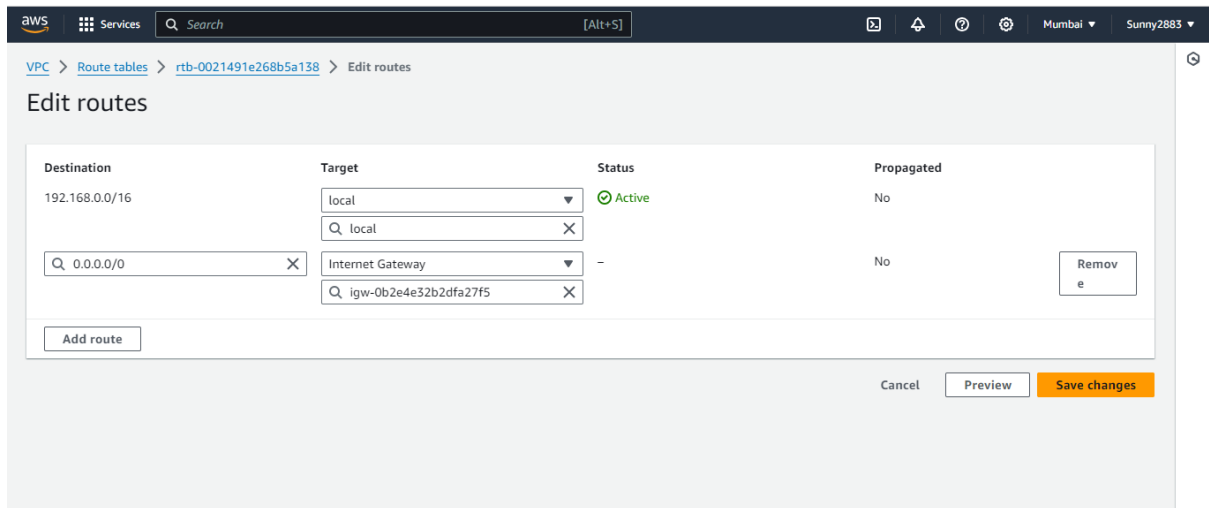 aws Services Search [Alt+S] Mumbai Sunny2883
VPC > Route tables > rtb-0021491e268b5a138 > Edit routes
Edit routes
Destination Target Status Propagated
192.168.0.0/16 local Active No
local
0.0.0.0/0 Internet Gateway – No Remov
e
igw-0b2e4e32b2dfa27f5
Add route
Cancel Preview Save changes